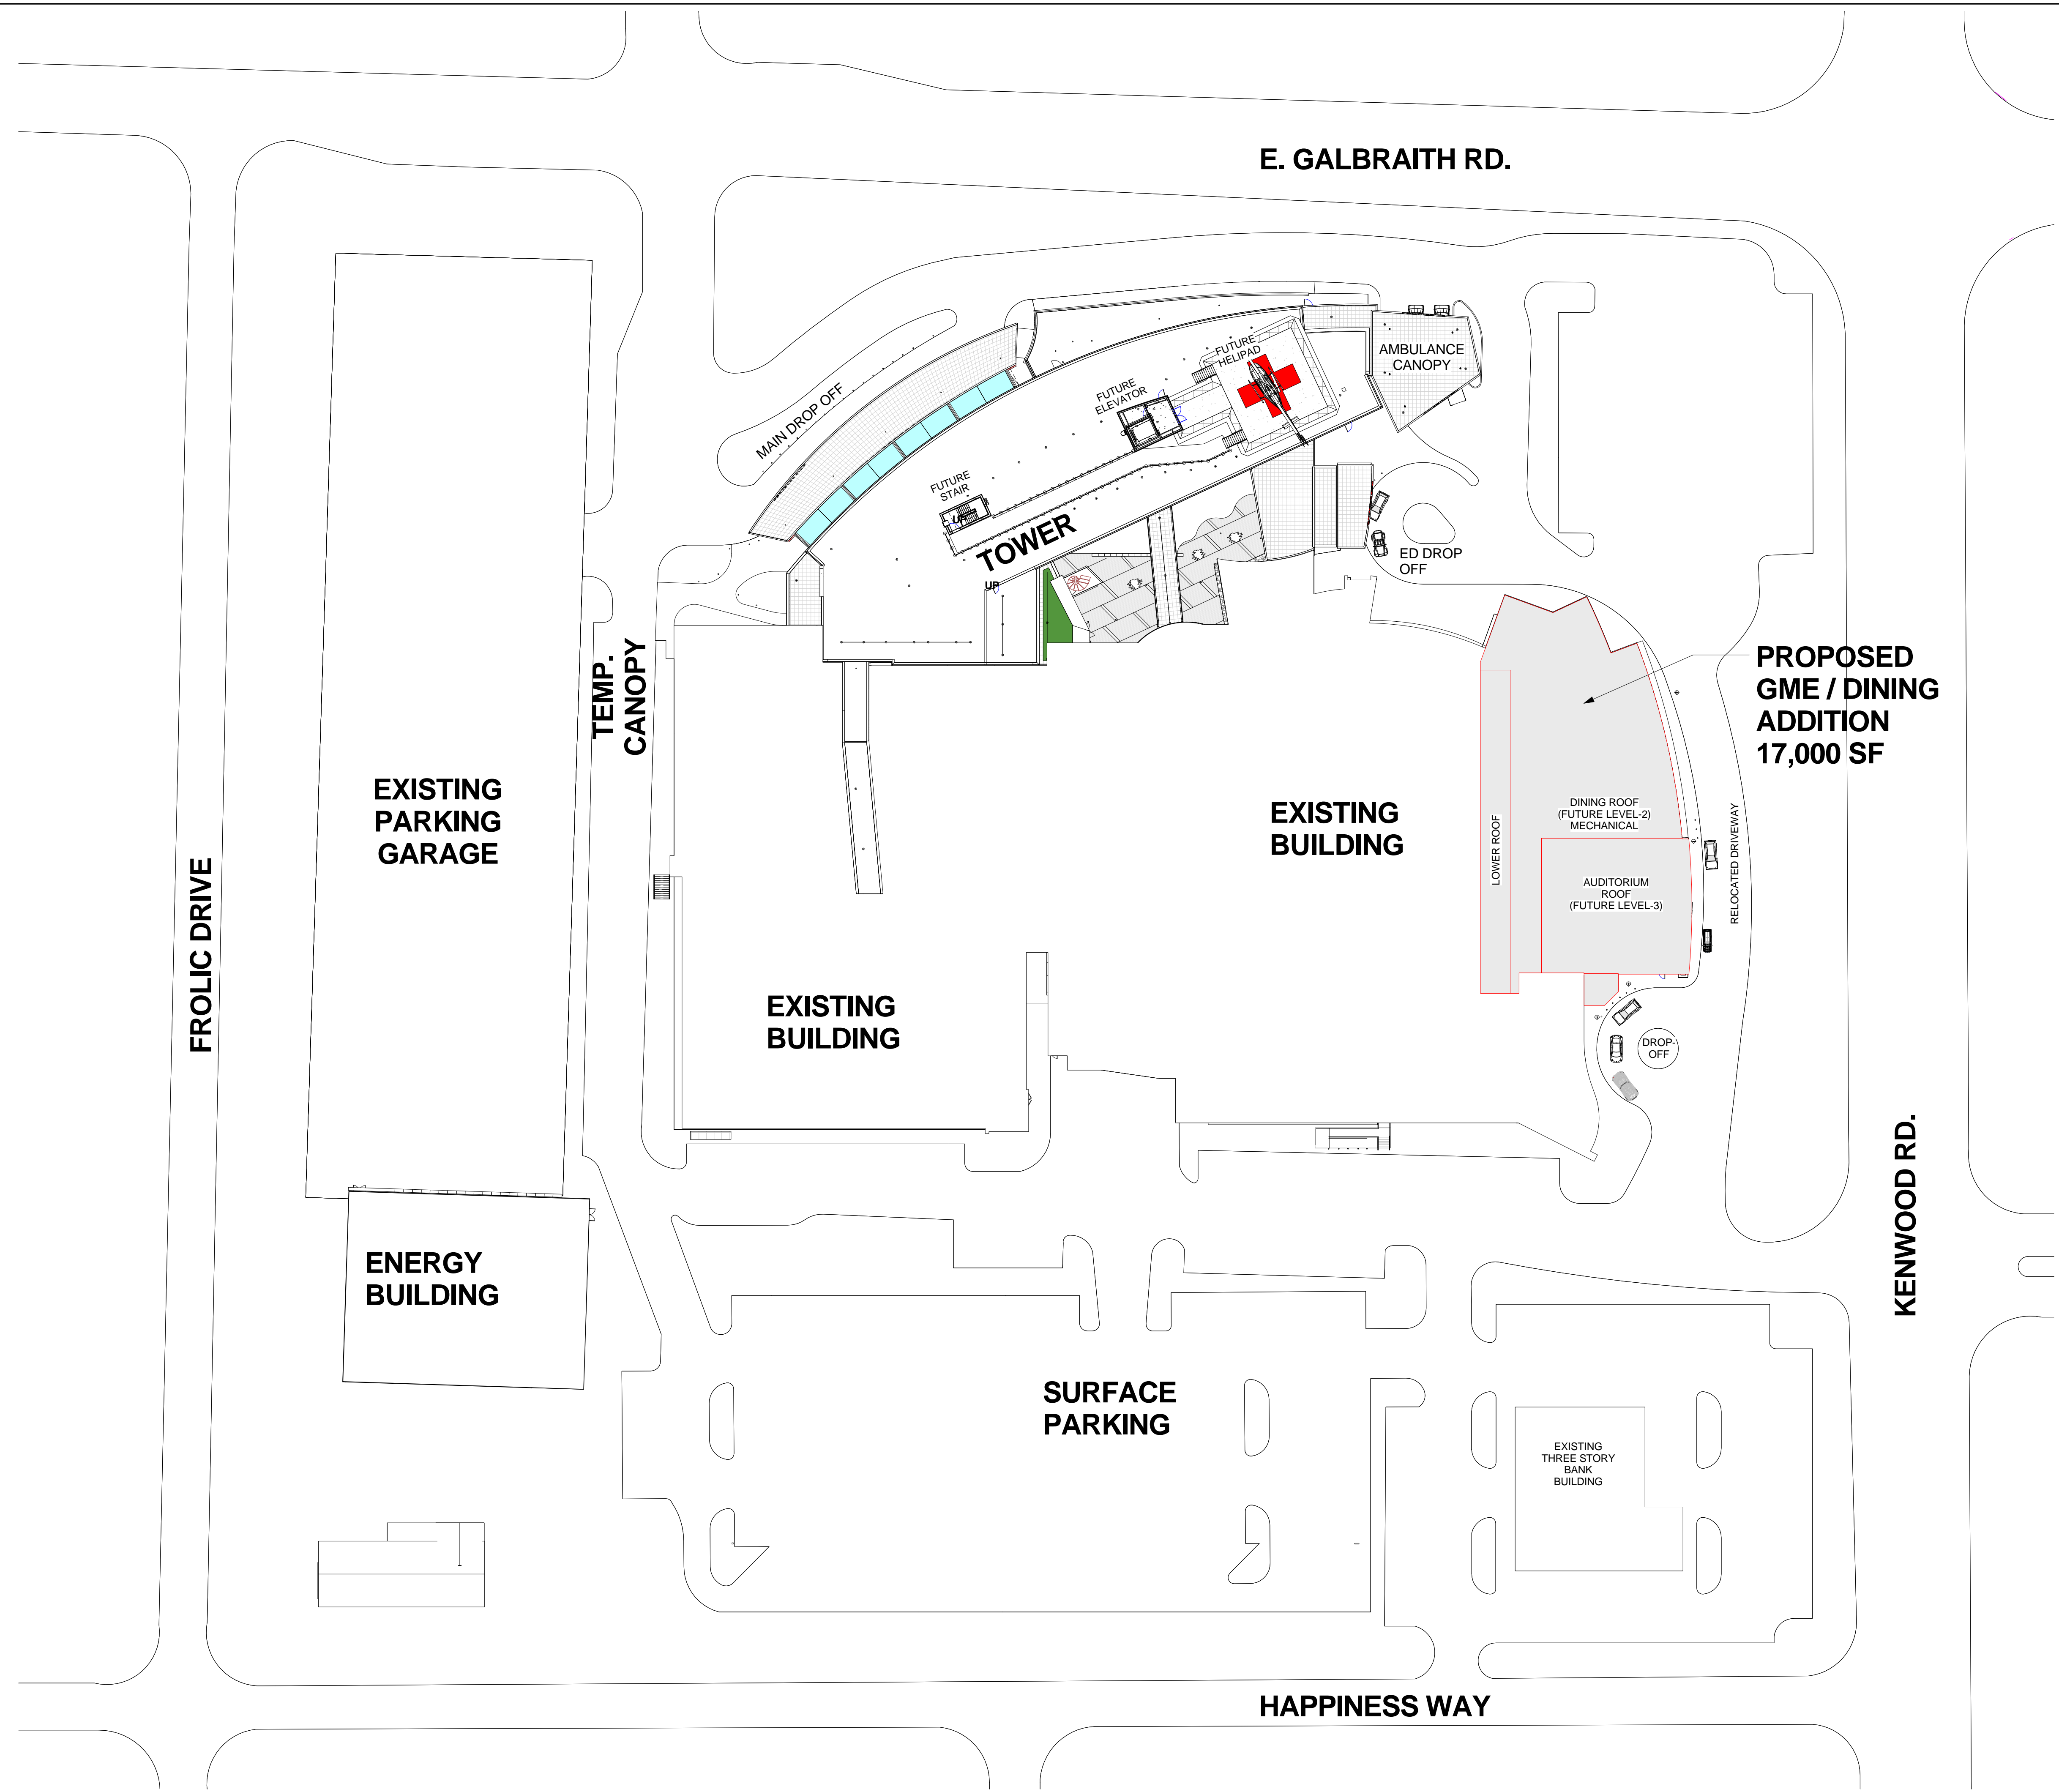 E. GALBRAITH RD.
FUTURE
HELIPAD
AMBULANCE
CANOPY
MAIN DROP OFF
FUTURE
ELEVATOR
FUTURE
STAIR
UP
TOWER
UP
ED DROP
OFF
TEMP.
CANOPY
PROPOSED
GME / DINING
ADDITION
17,000 SF
EXISTING
PARKING
GARAGE
EXISTING
BUILDING
LOWER ROOF
DINING ROOF
(FUTURE LEVEL-2)
MECHANICAL
RELOCATED DRIVEWAY
AUDITORIUM
ROOF
(FUTURE LEVEL-3)
FROLIC DRIVE
EXISTING
BUILDING
DROP-
OFF
KENWOOD RD.
ENERGY
BUILDING
SURFACE
PARKING
EXISTING
THREE STORY
BANK
BUILDING
HAPPINESS WAY